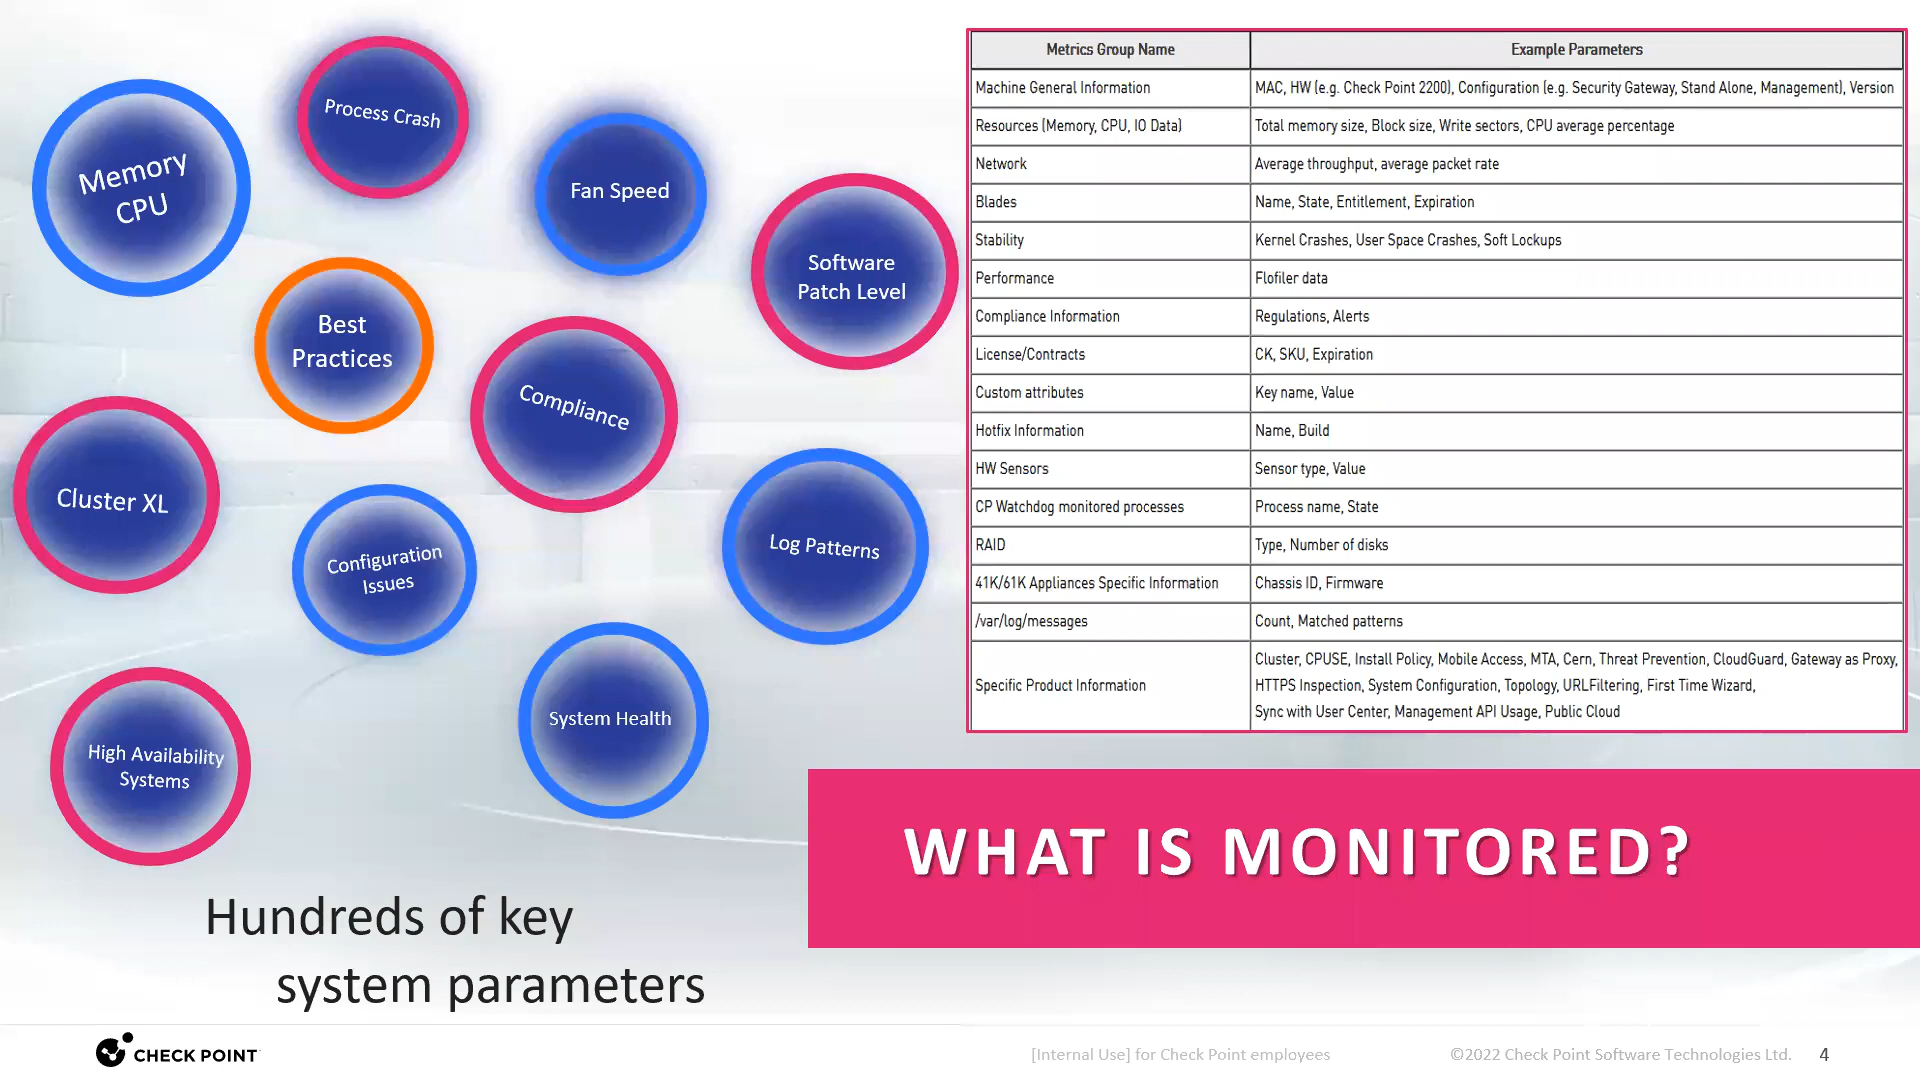 Process Crash
Memory
CPU
Fan Speed
Software
Patch Level
Best
Practices
Compliance
Cluster XL
Configuration
Issues
Log Patterns
System Health
High Availability
Systems
Hundreds of key
system parameters
Metrics Group Name Example Parameters
Machine General Information MAC, HW (e.g. Check Point 2200), Configuration (e.g. Security Gateway, Stand Alone, Management), Version
Resources (Memory, CPU, IO Data) Total memory size, Block size, Write sectors, CPU average percentage
Network Average throughput, average packet rate
Blades Name, State, Entitlement, Expiration
Stability Kernel Crashes, User Space Crashes, Soft Lockups
Performance Flofiler data
Compliance Information Regulations, Alerts
License/Contracts CK, SKU, Expiration
Custom attributes Key name, Value
Hotfix Information Name, Build
HW Sensors Sensor type, Value
CP Watchdog monitored processes Process name, State
RAID Type, Number of disks
41K/61K Appliances Specific Information Chassis ID, Firmware
/var/log/messages Count, Matched patterns
Specific Product Information Cluster, CPUSE, Install Policy, Mobile Access, MTA, Cern, Threat Prevention, CloudGuard, Gateway as Proxy,
HTTPS Inspection, System Configuration, Topology, URLFiltering, First Time Wizard,
Sync with User Center, Management API Usage, Public Cloud
WHAT IS MONITORED?
CHECK POINT
[Internal Use] for Check Point employees
©2022 Check Point Software Technologies Ltd.
4